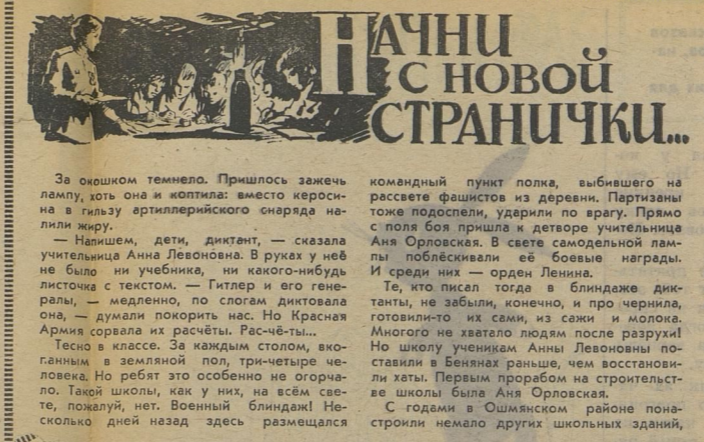 НАЧНИ
С НОВОЙ
СТРАНИЧКИ...
За окошком темнело. Пришлось зажечь
лампу, хоть она и коптила: вместо кероси-
на в гильзу артиллерийского снаряда на-
лили жиру.
— Напишем, дети, диктант, — сказала
учительница Анна Левоновна. В руках у неё
не было ни учебника, ни какого-нибудь
листочка с текстом. — Гитлер и его гене-
ралы, — медленно, по слогам диктовала
она, — думали покорить нас. Но Красная
Армия сорвала их расчёты. Рас-чё-ты...
Тесно в классе. За каждым столом, вко-
панным в земляной пол, три-четыре че-
ловека. Но ребят это особенно не огорча-
ло. Такой школы, как у них, на всём све-
те, пожалуй, нет. Военный блиндаж! Не-
сколько дней назад здесь размещался
командный пункт полка, выбившего на
рассвете фашистов из деревни. Партизаны
тоже подоспели, ударили по врагу. Прямо
с поля боя пришла к детворе учительница
Аня Орловская. В свете самодельной лам-
пы поблёскивали её боевые награды.
И среди них — орден Ленина.
Те, кто писал тогда в блиндаже дик-
танты, не забыли, конечно, и про чернила,
готовили-то их сами, из сажи и молока.
Многого не хватало людям после разрухи!
Но школу ученикам Анны Левоновны по-
ставили в Бенянах раньше, чем восстанови-
ли хаты. Первым прорабом на строительст-
ве школы была Аня Орловская.
С годами в Ошмянском районе пона-
строили немало других школьных зданий,